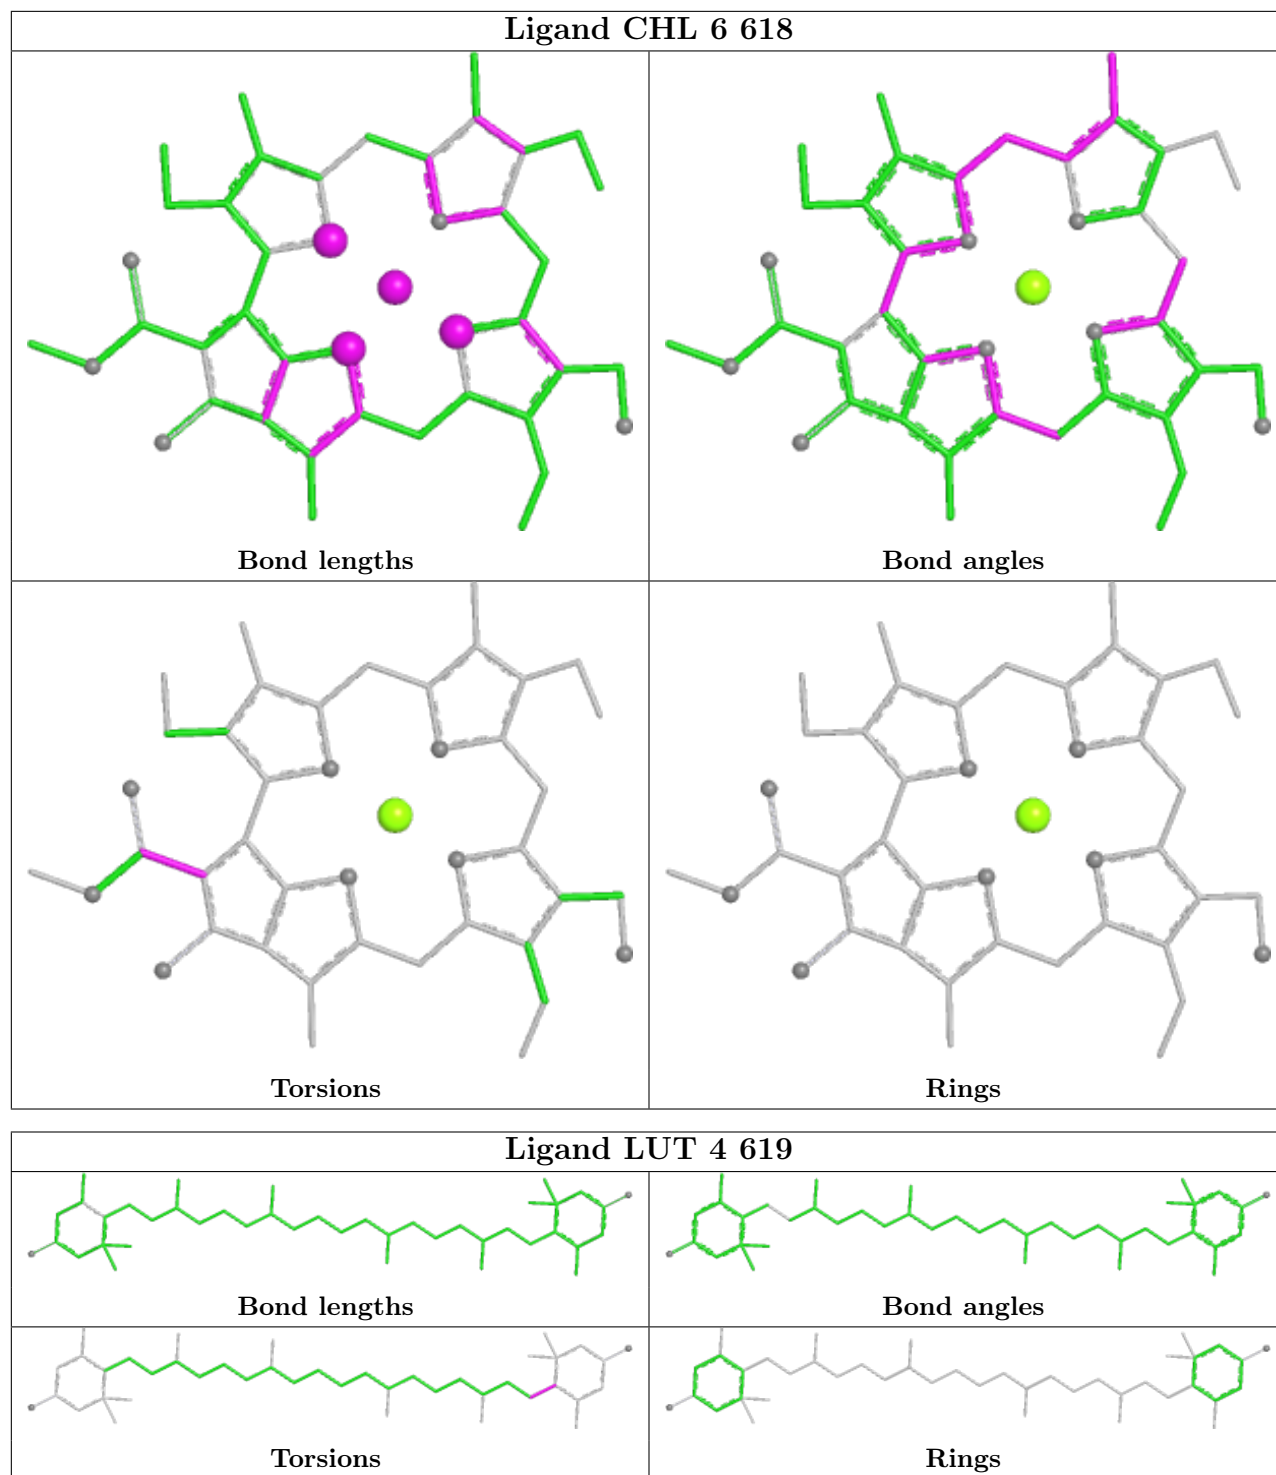 Ligand CHL 6 618
Bond lengths
Bond angles
Torsions
Rings
Ligand LUT 4 619
Bond lengths
Bond angles
Torsions
Rings